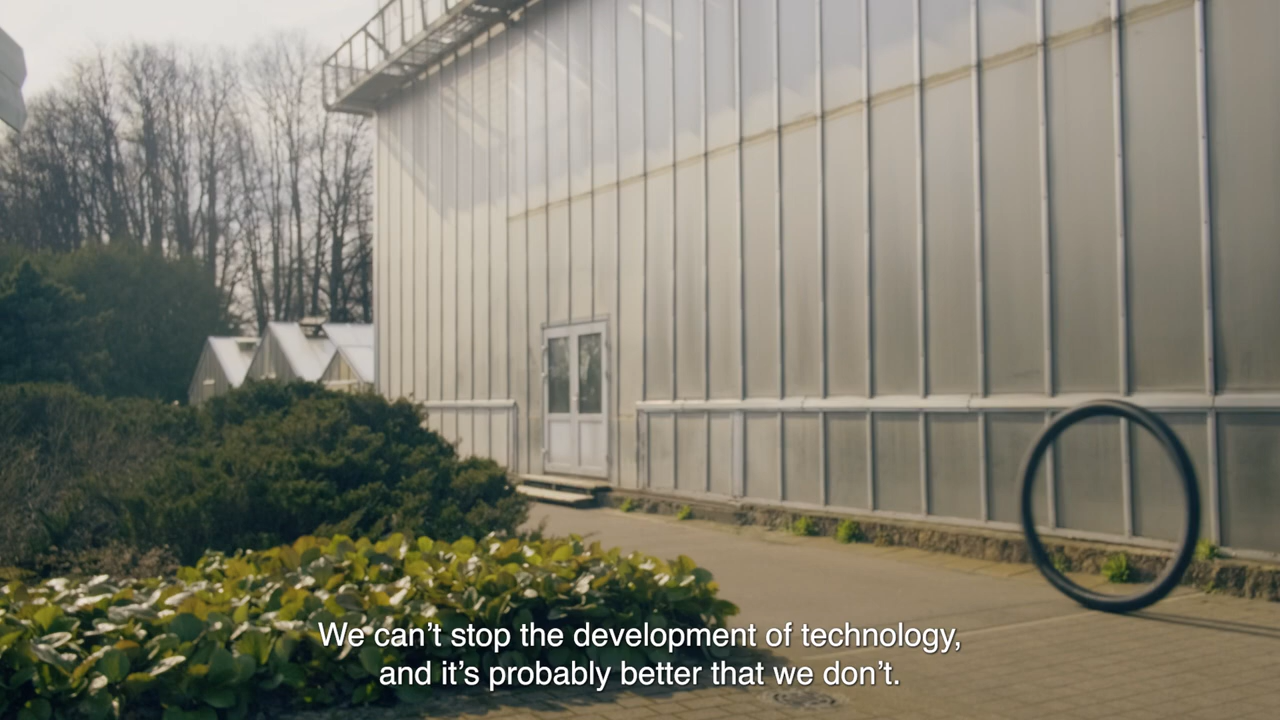 We can’t stop the development of technology,
and it’s probably better that we don’t.